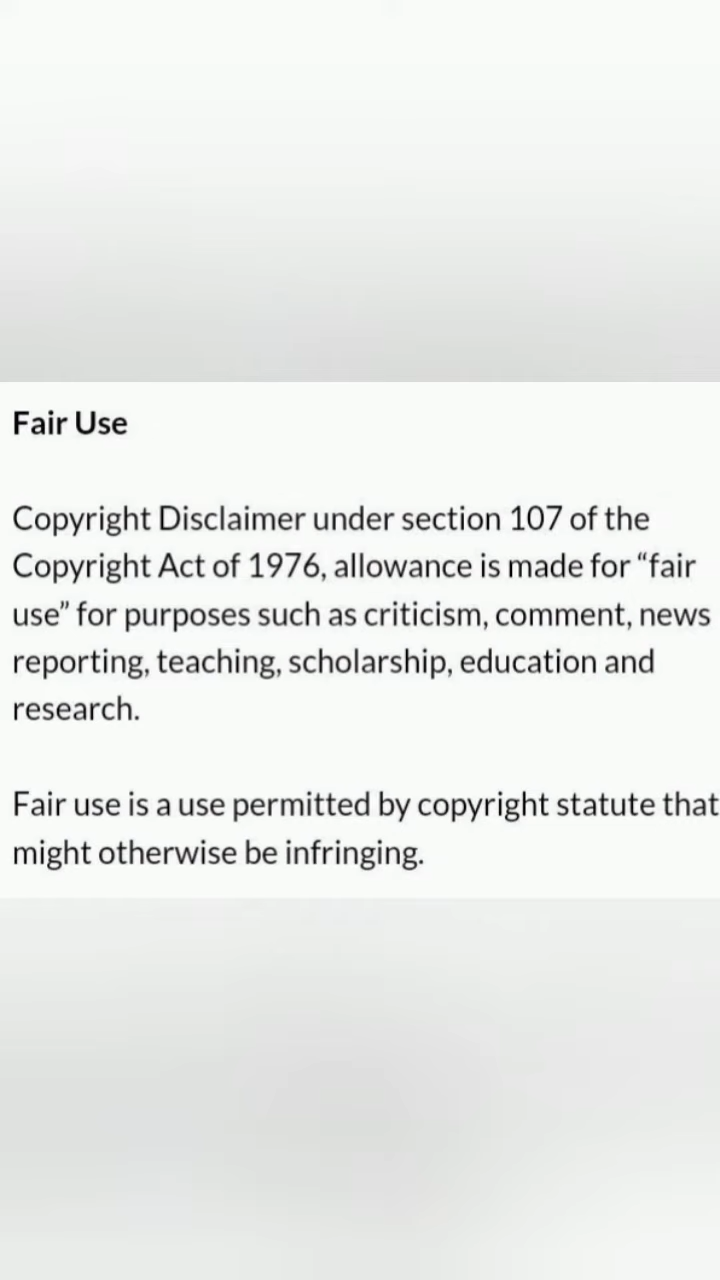 Fair Use
Copyright Disclaimer under section 107 of the
Copyright Act of 1976, allowance is made for “fair
use” for purposes such as criticism, comment, news
reporting, teaching, scholarship, education and
research.
Fair use is a use permitted by copyright statute that
might otherwise be infringing.